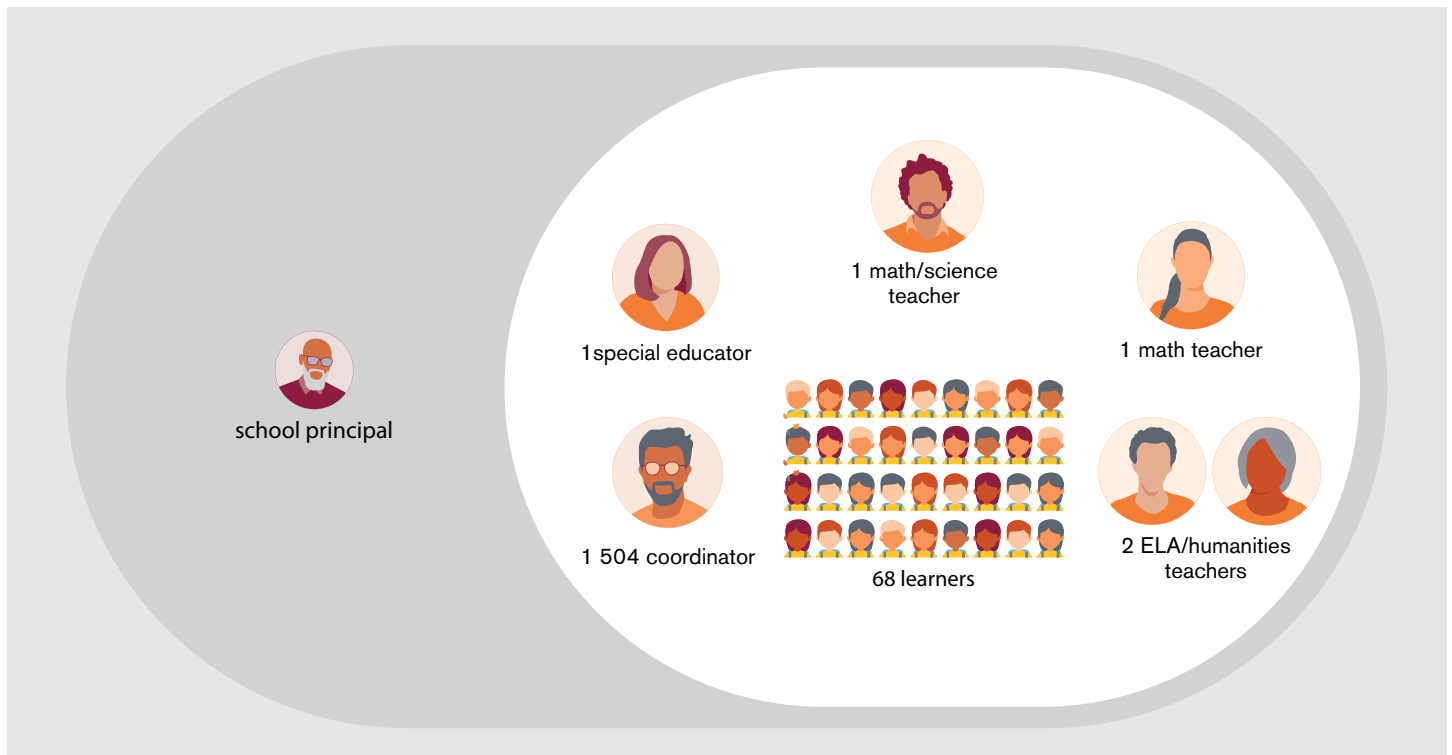 1 math/science
teacher
1special educator
1 math teacher
school principal
1 504 coordinator
2 ELA/humanities
teachers
68 learners